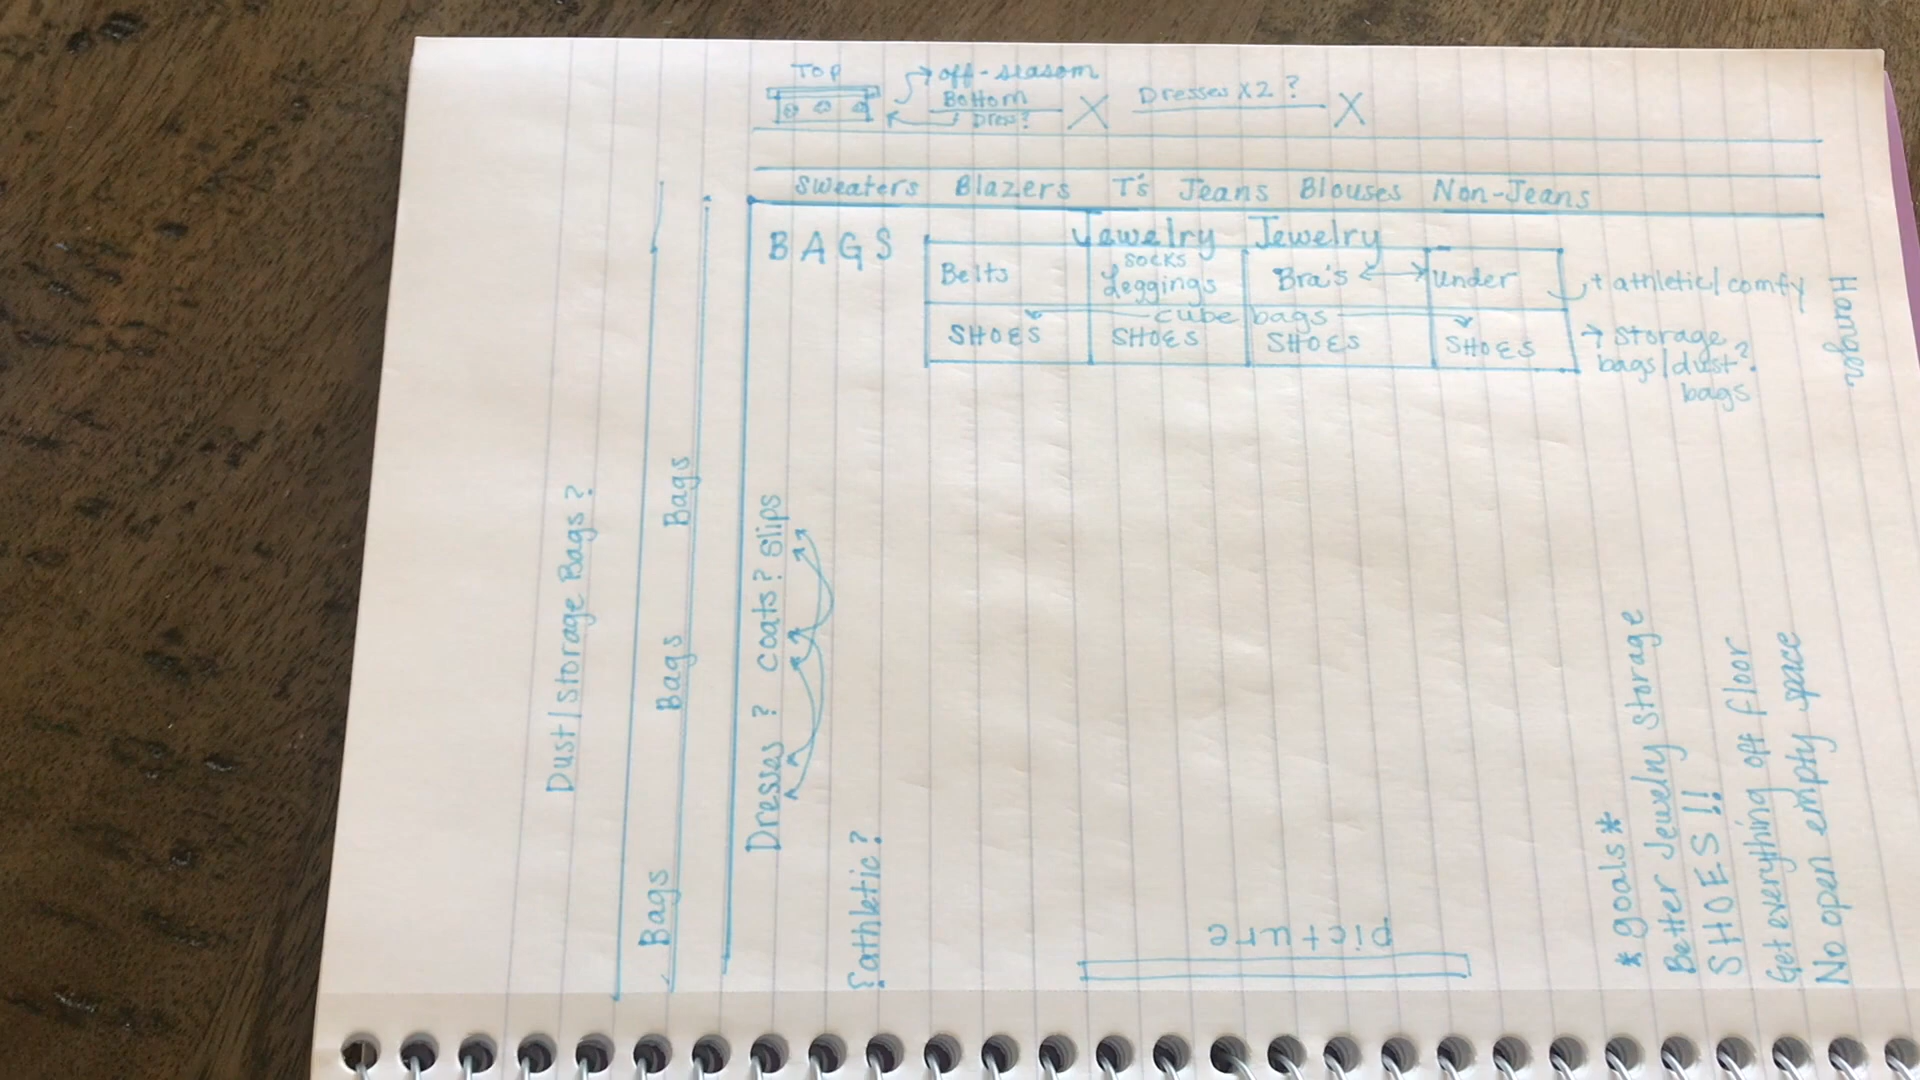 Top
off-season
Bottom
Dress?
Dresses x2?
Sweaters Blazers T's Jeans Blouses Non-Jeans
BAGS
Jewelry Jewelry
Belts
socks
Leggings
Bra's
under
+ athletic/comfy
cube bags
SHOES
SHOES
SHOES
SHOES
→ storage
bags/dust?
bags
Dust/storage Bags?
Bags Bags Bags
Dresses? coats? slips
athletic?
picture
*goals*
Better Jewelry Storage
SHOES!!
Get everything off floor
No open empty space